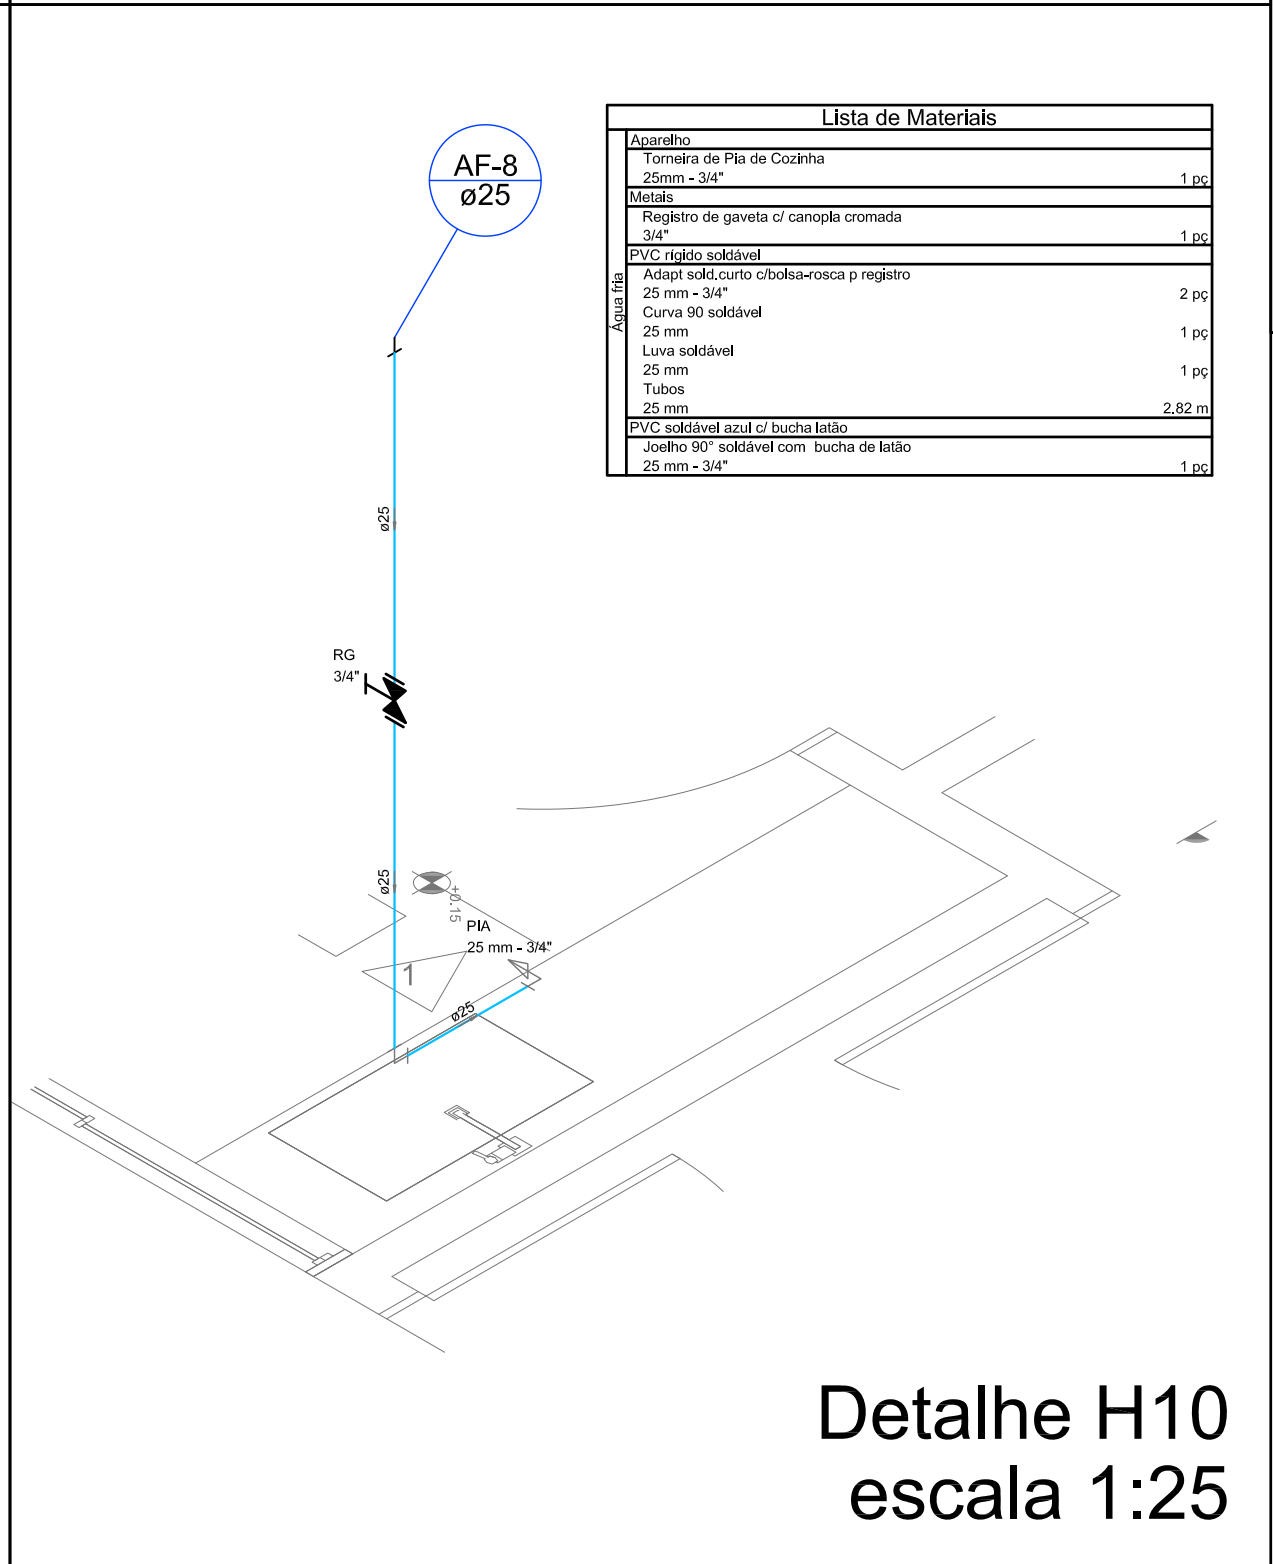 AF-8
ø25
Lista de Materiais
Água fria
Aparelho
Torneira de Pia de Cozinha
25mm - 3/4" 1 pç
Metais
Registro de gaveta c/ canopla cromada
3/4" 1 pç
PVC rígido soldável
Adapt sold.curto c/bolsa-rosca p registro
25 mm - 3/4" 2 pç
Curva 90 soldável
25 mm 1 pç
Luva soldável
25 mm 1 pç
Tubos
25 mm 2.82 m
PVC soldável azul c/ bucha latão
Joelho 90° soldável com bucha de latão
25 mm - 3/4" 1 pç
ø25
RG
3/4"
ø25
+0.15
PIA
25 mm - 3/4"
1
ø25
Detalhe H10
escala 1:25